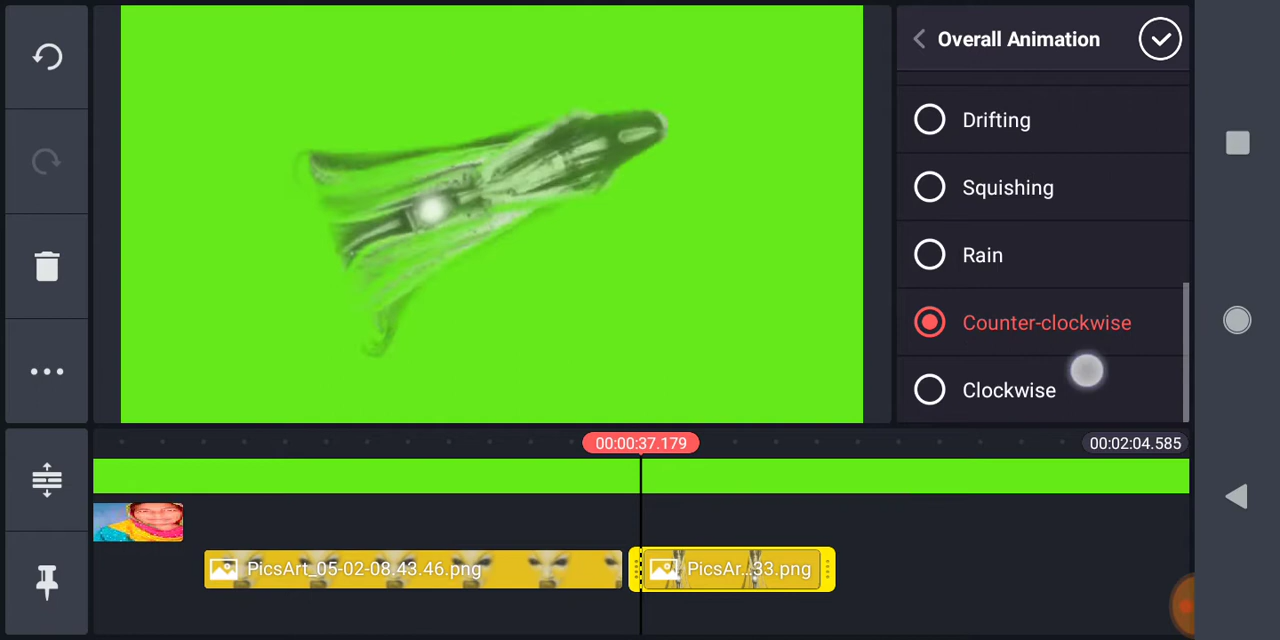 Overall Animation
Drifting
Squishing
Rain
Counter-clockwise
Clockwise
00:00:37.179
00:02:04.585
PicsArt_05-02-08.43.46.png
PicsAr...33.png